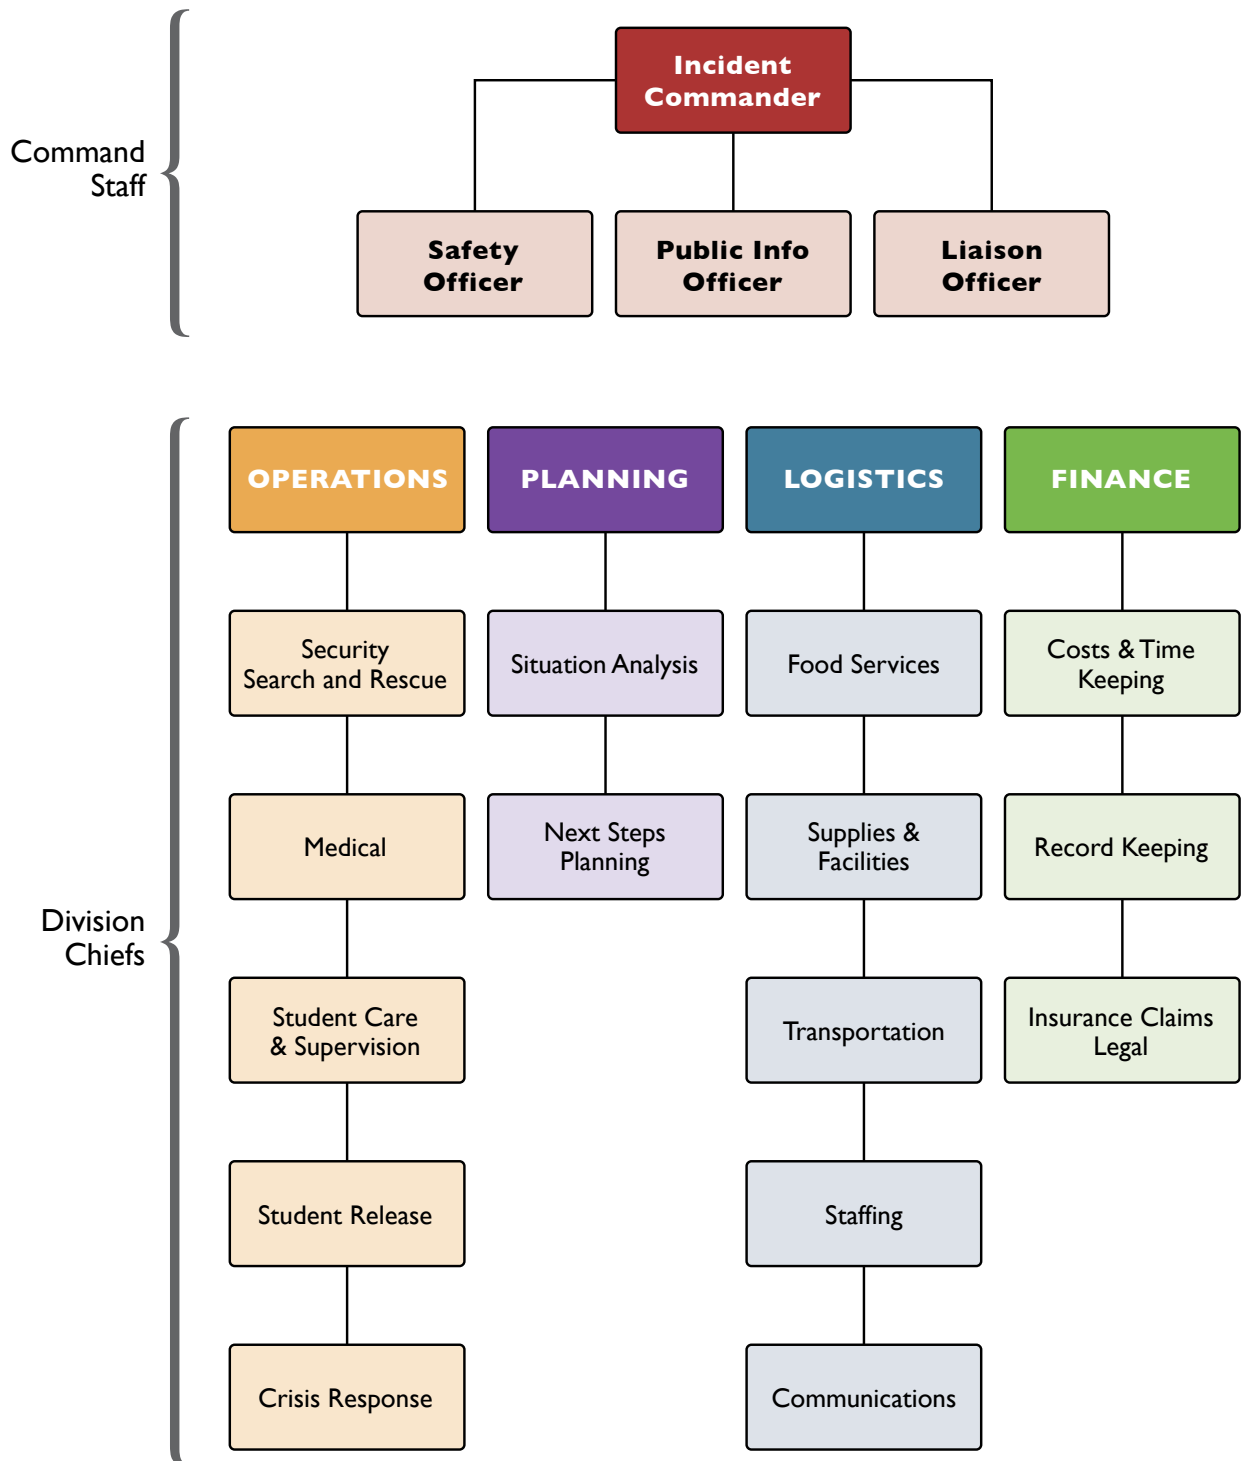 Command
Staff
Incident
Commander
Safety
Officer
Public Info
Officer
Liaison
Officer
Division
Chiefs
OPERATIONS
Security
Search and Rescue
Medical
Student Care
& Supervision
Student Release
Crisis Response
PLANNING
Situation Analysis
Next Steps
Planning
LOGISTICS
Food Services
Supplies &
Facilities
Transportation
Staffing
Communications
FINANCE
Costs & Time
Keeping
Record Keeping
Insurance Claims
Legal